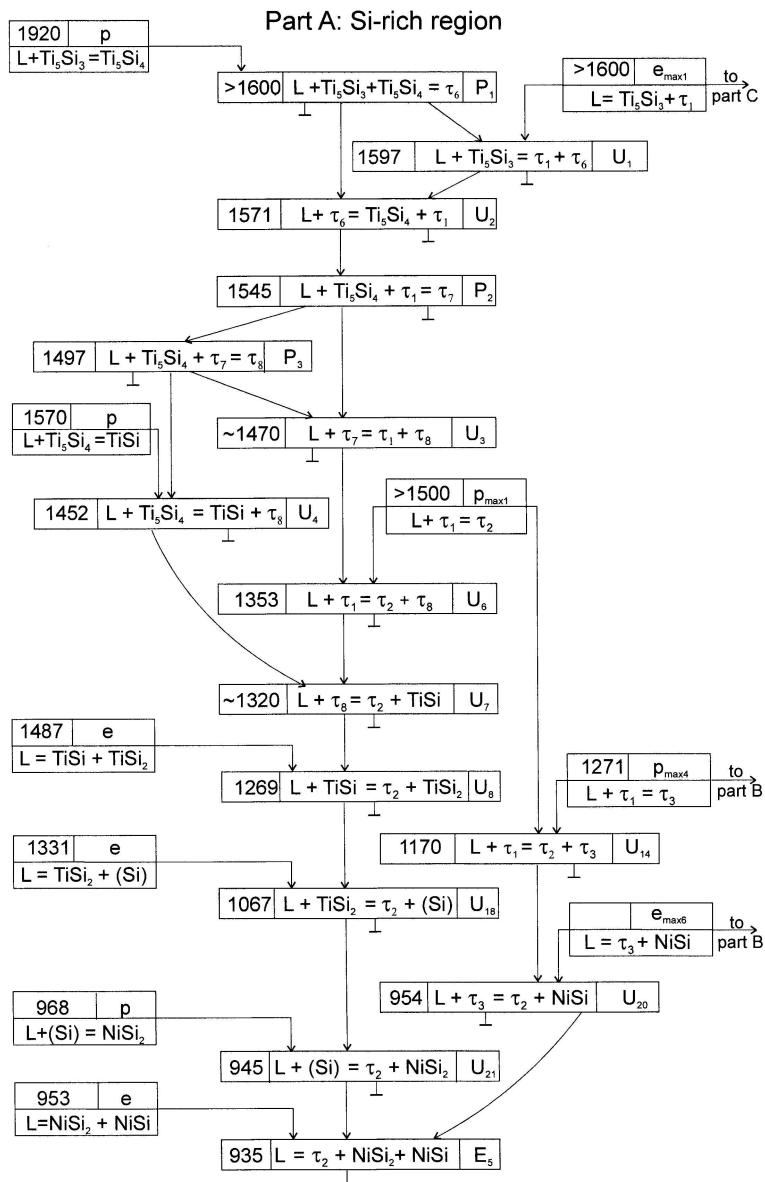 Part A: Si-rich region
1920 p
L+Ti₅Si₃=Ti₅Si₄
>1600 L +Ti₅Si₃+Ti₅Si₄ = τ₆ P₁
>1600 eₘₐₓ₁
L= Ti₅Si₃+ τ₁
to
part C
1597 L + Ti₅Si₃ = τ₁ + τ₆ U₁
1571 L+ τ₆ = Ti₅Si₄ + τ₁ U₂
1545 L + Ti₅Si₄ + τ₁ = τ₇ P₂
1497 L + Ti₅Si₄ + τ₇ = τ₈ P₃
1570 p
L+Ti₅Si₄ =TiSi
~1470 L + τ₇ = τ₁ + τ₈ U₃
>1500 pₘₐₓ₁
L+ τ₁ = τ₂
1452 L + Ti₅Si₄ = TiSi + τ₈ U₄
1353 L + τ₁ = τ₂ + τ₈ U₆
~1320 L + τ₈ = τ₂ + TiSi U₇
1487 e
L = TiSi + TiSi₂
1269 L + TiSi = τ₂ + TiSi₂ U₈
1271 pₘₐₓ₄
L + τ₁ = τ₃
to
part B
1331 e
L = TiSi₂ + (Si)
1170 L + τ₁ = τ₂ + τ₃ U₁₄
1067 L + TiSi₂ = τ₂ + (Si) U₁₈
eₘₐₓ₆
L = τ₃ + NiSi
to
part B
954 L + τ₃ = τ₂ + NiSi U₂₀
968 p
L+(Si) = NiSi₂
945 L + (Si) = τ₂ + NiSi₂ U₂₁
953 e
L=NiSi₂ + NiSi
935 L = τ₂ + NiSi₂+ NiSi E₅